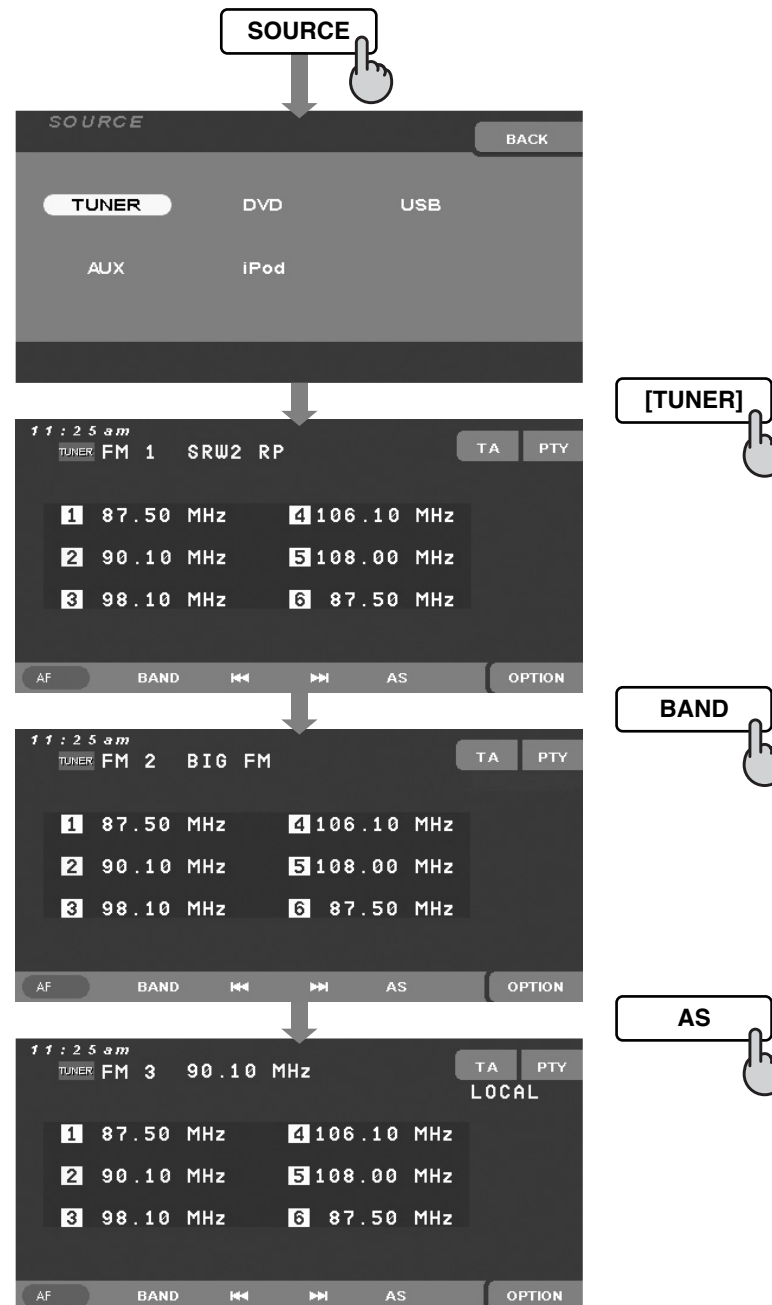 SOURCE
SOURCE
BACK
TUNER DVD USB
AUX iPod
[TUNER]
11:25am
TUNER FM 1 SRW2 RP TA PTY
1 87.50 MHz 4 106.10 MHz
2 90.10 MHz 5 108.00 MHz
3 98.10 MHz 6 87.50 MHz
AF BAND AS OPTION
BAND
11:25am
TUNER FM 2 BIG FM TA PTY
1 87.50 MHz 4 106.10 MHz
2 90.10 MHz 5 108.00 MHz
3 98.10 MHz 6 87.50 MHz
AF BAND AS OPTION
AS
11:25am
TUNER FM 3 90.10 MHz TA PTY
LOCAL
1 87.50 MHz 4 106.10 MHz
2 90.10 MHz 5 108.00 MHz
3 98.10 MHz 6 87.50 MHz
AF BAND AS OPTION